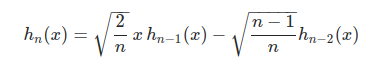 $h_n(x) = \sqrt{\frac{2}{n}}\, x\, h_{n-1}(x) - \sqrt{\frac{n-1}{n}} h_{n-2}(x)$